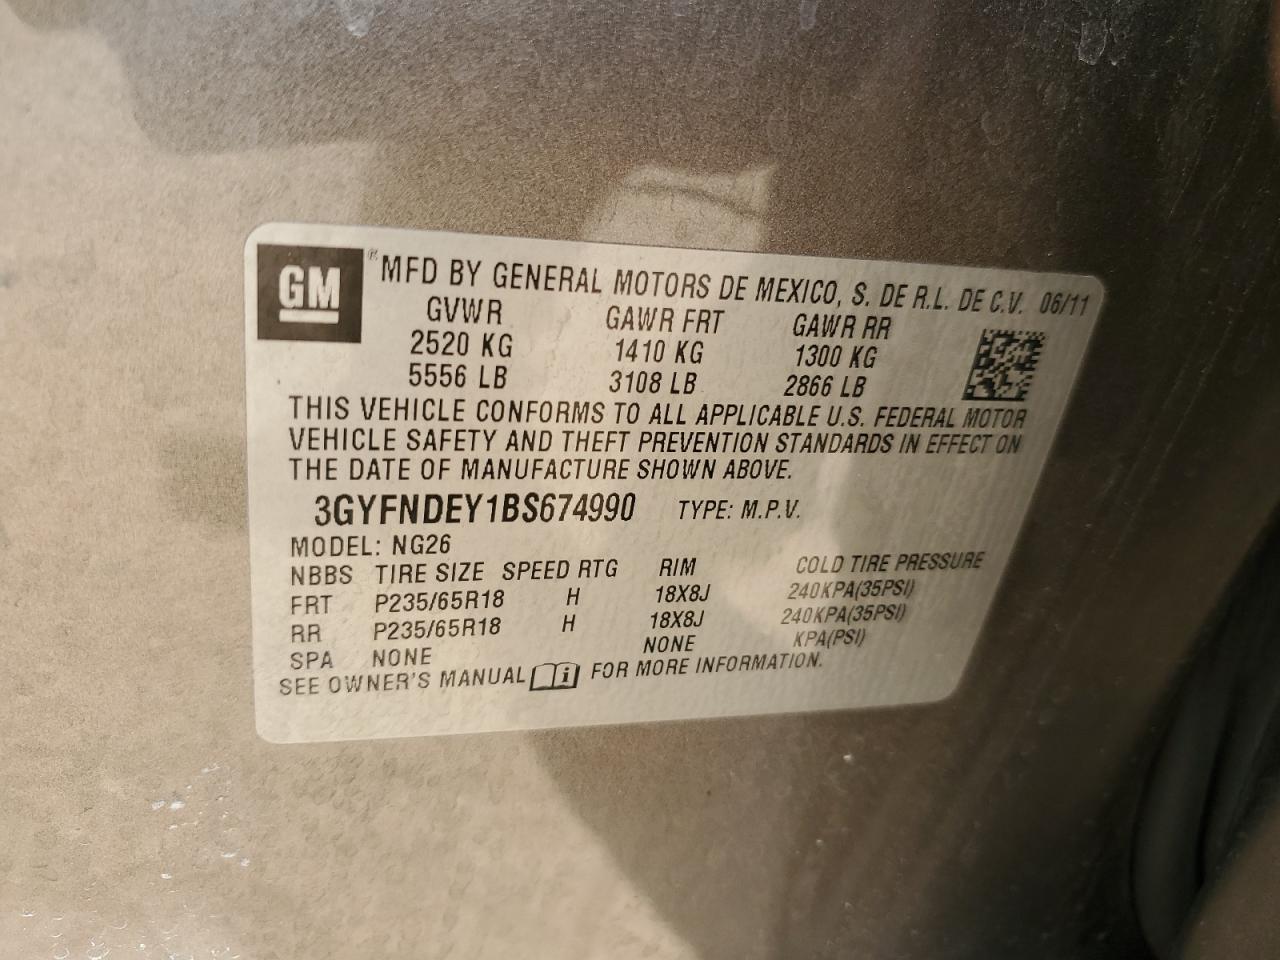 GM ® MFD BY GENERAL MOTORS DE MEXICO, S. DE R.L. DE C.V. 06/11
GVWR GAWR FRT GAWR RR
2520 KG 1410 KG 1300 KG
5556 LB 3108 LB 2866 LB
THIS VEHICLE CONFORMS TO ALL APPLICABLE U.S. FEDERAL MOTOR
VEHICLE SAFETY AND THEFT PREVENTION STANDARDS IN EFFECT ON
THE DATE OF MANUFACTURE SHOWN ABOVE.
3GYFNDEY1BS674990 TYPE: M.P.V.
MODEL: NG26
NBBS TIRE SIZE SPEED RTG RIM COLD TIRE PRESSURE
FRT P235/65R18 H 18X8J 240KPA(35PSI)
RR P235/65R18 H 18X8J 240KPA(35PSI)
SPA NONE NONE KPA(PSI)
SEE OWNER'S MANUAL i FOR MORE INFORMATION.